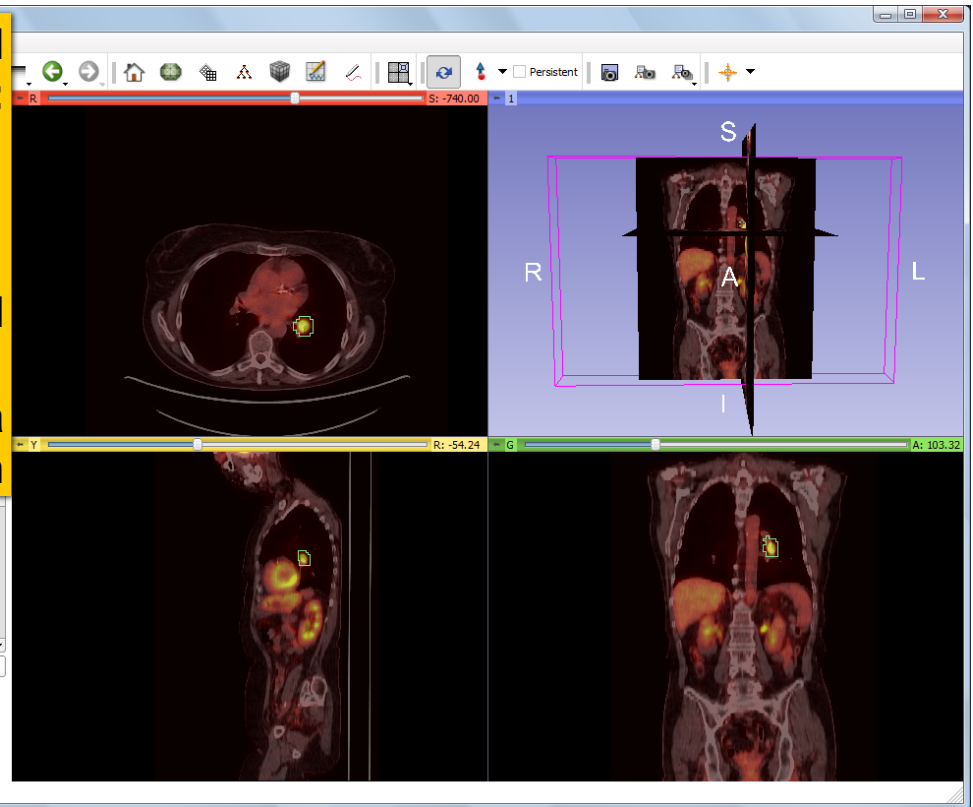 Persistent
R S: -740.00
1
S
R A L
I
Y R: -54.24
G A: 103.32